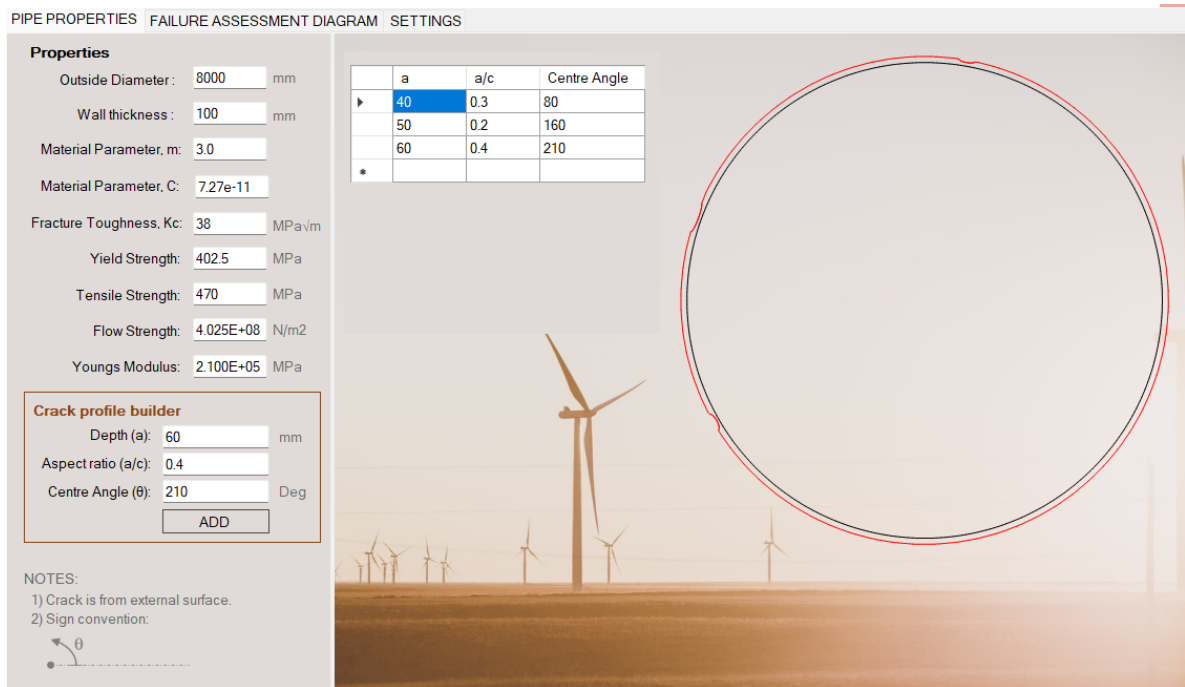 PIPE PROPERTIES FAILURE ASSESSMENT DIAGRAM SETTINGS
Properties
Outside Diameter : 8000 mm
Wall thickness : 100 mm
Material Parameter, m: 3.0
Material Parameter, C: 7.27e-11
Fracture Toughness, Kc: 38 MPa√m
Yield Strength: 402.5 MPa
Tensile Strength: 470 MPa
Flow Strength: 4.025E+08 N/m2
Youngs Modulus: 2.100E+05 MPa
Crack profile builder
Depth (a): 60 mm
Aspect ratio (a/c): 0.4
Centre Angle (θ): 210 Deg
ADD
NOTES:
1) Crack is from external surface.
2) Sign convention:
θ
a a/c Centre Angle
40 0.3 80
50 0.2 160
60 0.4 210